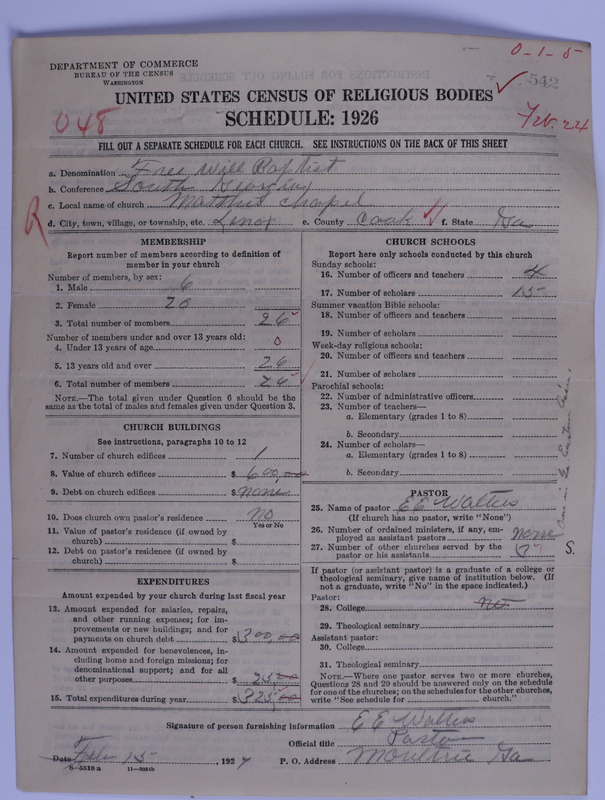 0-1-5
DEPARTMENT OF COMMERCE
BUREAU OF THE CENSUS
WASHINGTON
542
UNITED STATES CENSUS OF RELIGIOUS BODIES
048
SCHEDULE: 1926
Feb. 24
FILL OUT A SEPARATE SCHEDULE FOR EACH CHURCH. SEE INSTRUCTIONS ON THE BACK OF THIS SHEET
a. Denomination Free Will Baptist
b. Conference South Georgia
c. Local name of church Matthis Chapel
R d. City, town, village, or township, etc. Lenox e. County Cook f. State Ga
MEMBERSHIP
Report number of members according to definition of
member in your church
Number of members, by sex:
1. Male 6
2. Female 20
3. Total number of members 26
Number of members under and over 13 years old:
4. Under 13 years of age 0
5. 13 years old and over 26
6. Total number of members 26
NOTE.—The total given under Question 6 should be the
same as the total of males and females given under Question 3.
CHURCH BUILDINGS
See instructions, paragraphs 10 to 12
7. Number of church edifices 1
8. Value of church edifices $600.00
9. Debt on church edifices $none
10. Does church own pastor's residence no
Yes or No
11. Value of pastor's residence (if owned by
church) $
12. Debt on pastor's residence (if owned by
church) $
EXPENDITURES
Amount expended by your church during last fiscal year
13. Amount expended for salaries, repairs,
and other running expenses; for im-
provements or new buildings; and for
payments on church debt $300.00
14. Amount expended for benevolences, in-
cluding home and foreign missions; for
denominational support; and for all
other purposes $25.00
15. Total expenditures during year $325.00
CHURCH SCHOOLS
Report here only schools conducted by this church
Sunday schools:
16. Number of officers and teachers 4
17. Number of scholars 15
Summer vacation Bible schools:
18. Number of officers and teachers
19. Number of scholars
Week-day religious schools:
20. Number of officers and teachers
21. Number of scholars
Parochial schools:
22. Number of administrative officers
23. Number of teachers—
a. Elementary (grades 1 to 8)
b. Secondary
24. Number of scholars—
a. Elementary (grades 1 to 8)
b. Secondary
PASTOR
25. Name of pastor E E Walters
(If church has no pastor, write "None")
26. Number of ordained ministers, if any, em-
ployed as assistant pastors none
27. Number of other churches served by the
pastor or his assistants
S.
If pastor (or assistant pastor) is a graduate of a college or
theological seminary, give name of institution below. (If
not a graduate, write "No" in the space indicated.)
Pastor:
28. College no
29. Theological seminary
Assistant pastor:
30. College
31. Theological seminary
NOTE.—Where one pastor serves two or more churches,
Questions 28 and 29 should be answered only on the schedule
for one of the churches; on the schedules for the other churches,
write "See schedule for church."
Signature of person furnishing information E E Walters
Official title Pastor
Date Feb 15, 1927 P. O. Address Moultrie Ga
8-5518a 11-9051b